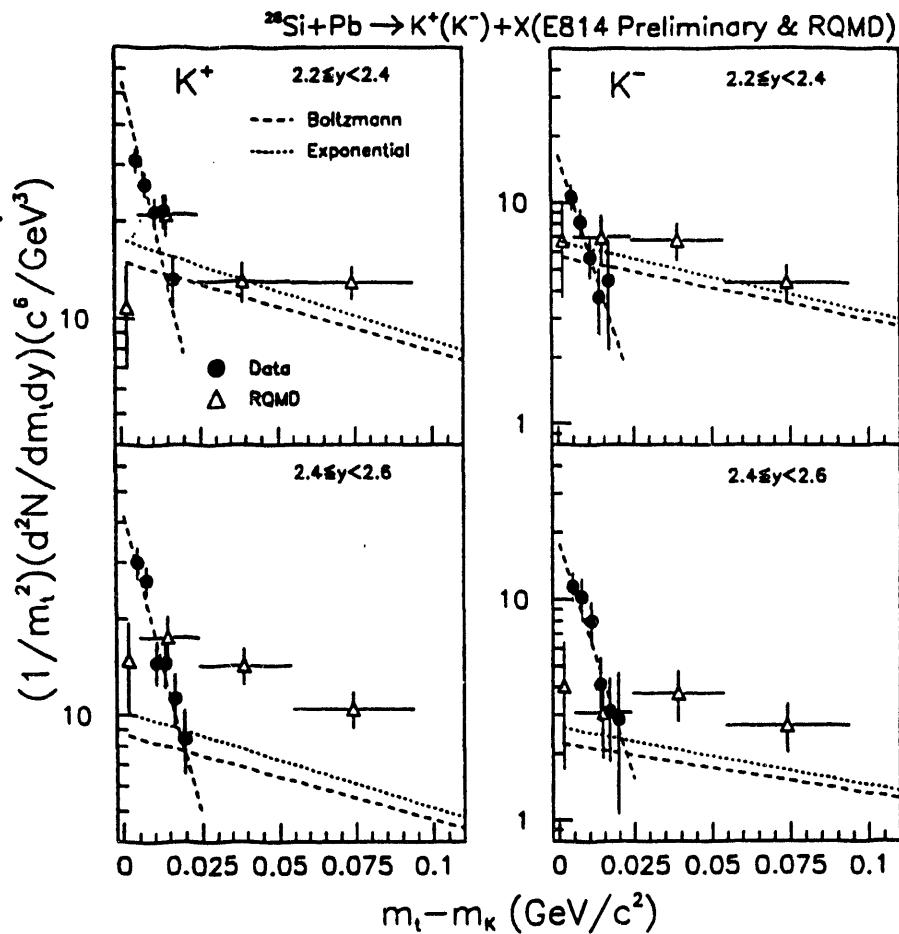 ²⁸Si+Pb → K⁺(K⁻)+X(E814 Preliminary & RQMD)
K⁺
2.2≦y<2.4
Boltzmann
Exponential
10
Data
RQMD
K⁻
2.2≦y<2.4
10
1
2.4≦y<2.6
10
2.4≦y<2.6
10
1
(1/mₜ²)(d²N/dmₜdy)(c⁶/GeV³)
0 0.025 0.05 0.075 0.1
0 0.025 0.05 0.075 0.1
mₜ−m_K (GeV/c²)